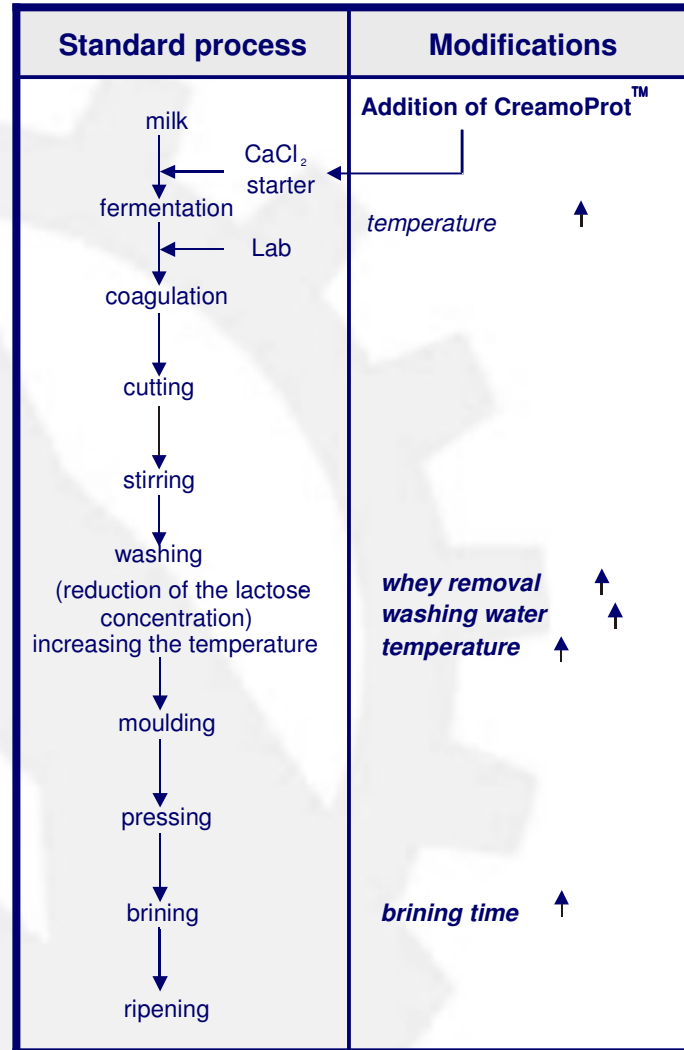 Standard process
Modifications
Addition of CreamoProt™
milk
CaCl₂
starter
fermentation
temperature ↑
Lab
coagulation
cutting
stirring
washing
(reduction of the lactose
concentration)
increasing the temperature
whey removal ↑
washing water ↑
temperature ↑
moulding
pressing
brining
brining time ↑
ripening